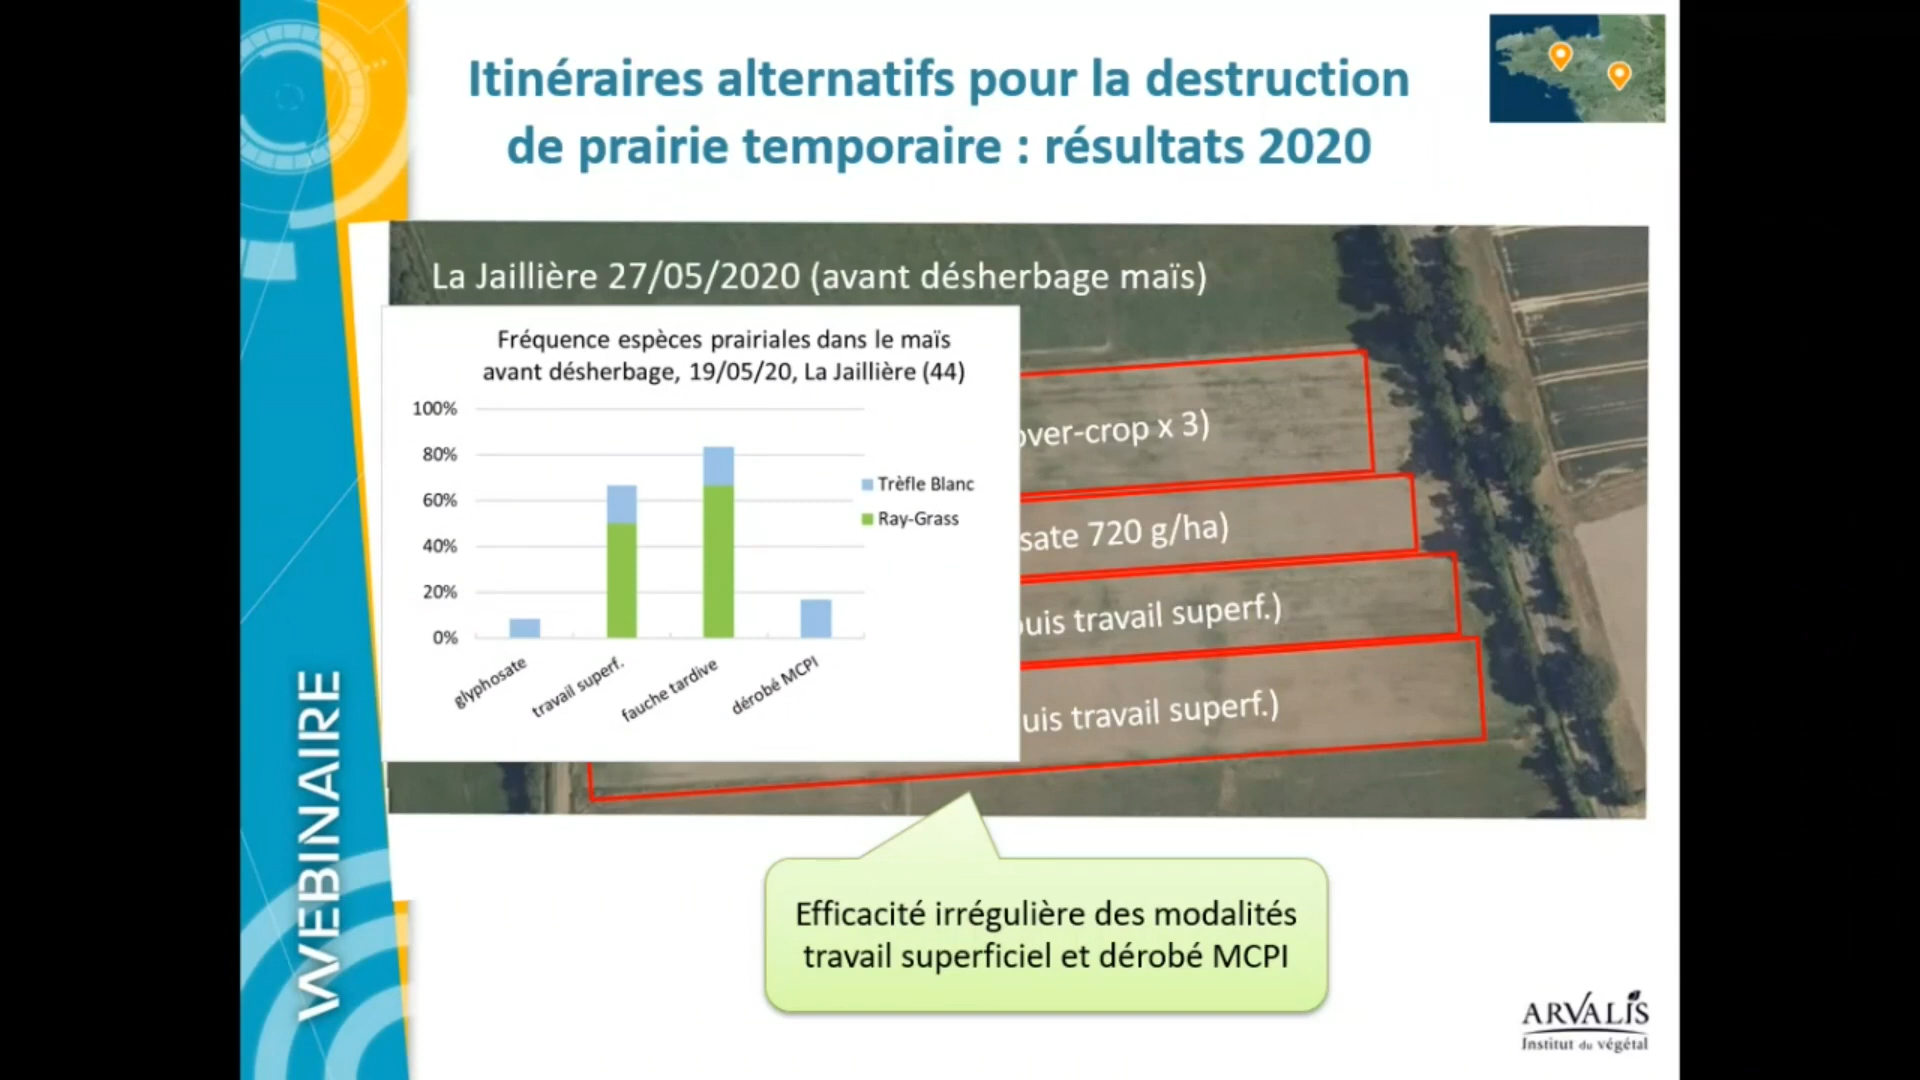 Itinéraires alternatifs pour la destruction
de prairie temporaire : résultats 2020
La Jaillière 27/05/2020 (avant désherbage maïs)
Fréquence espèces prairiales dans le maïs
avant désherbage, 19/05/20, La Jaillière (44)
100%
80%
60%
40%
20%
0%
glyphosate
travail superf.
fauche tardive
dérobé MCPI
Trèfle Blanc
Ray-Grass
over-crop x 3)
sate 720 g/ha)
uis travail superf.)
uis travail superf.)
Efficacité irrégulière des modalités
travail superficiel et dérobé MCPI
WEBINAIRE
ARVALIS
Institut du végétal